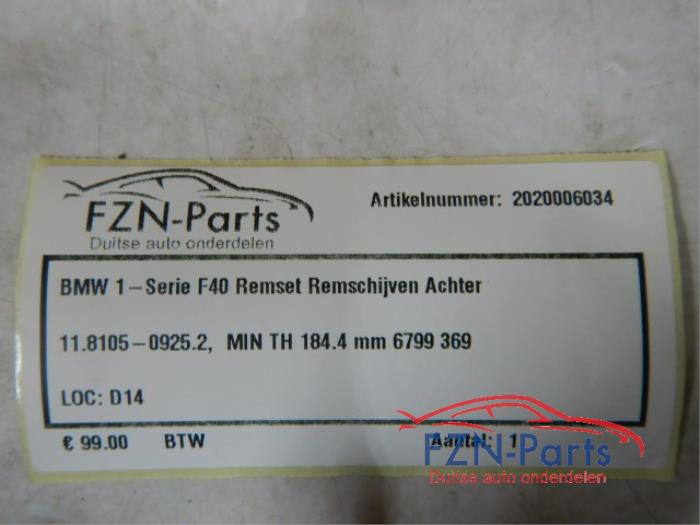 FZN-Parts
Duitse auto onderdelen
Artikelnummer: 2020006034
BMW 1-Serie F40 Remset Remschijven Achter
11.8105-0925.2, MIN TH 184.4 mm 6799 369
LOC: D14
€ 99.00 BTW Aantal: 1
FZN-Parts
Duitse auto onderdelen